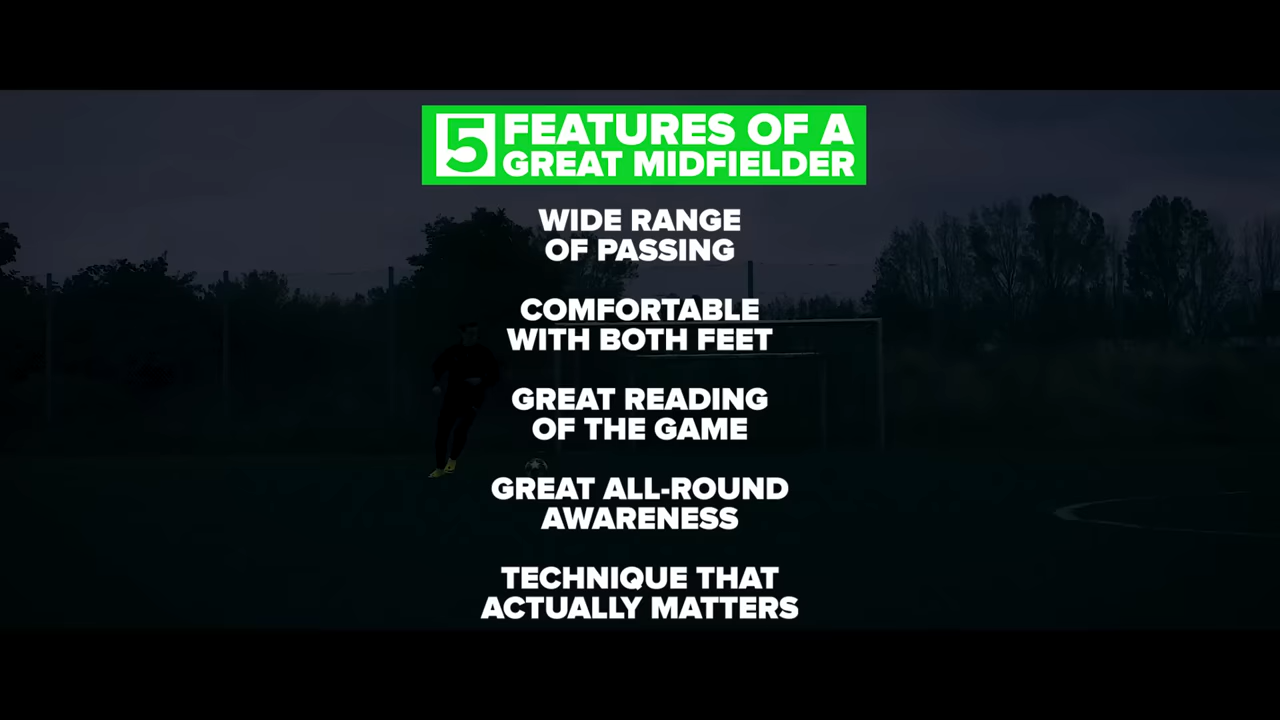 5 FEATURES OF A
GREAT MIDFIELDER
WIDE RANGE
OF PASSING
COMFORTABLE
WITH BOTH FEET
GREAT READING
OF THE GAME
GREAT ALL-ROUND
AWARENESS
TECHNIQUE THAT
ACTUALLY MATTERS